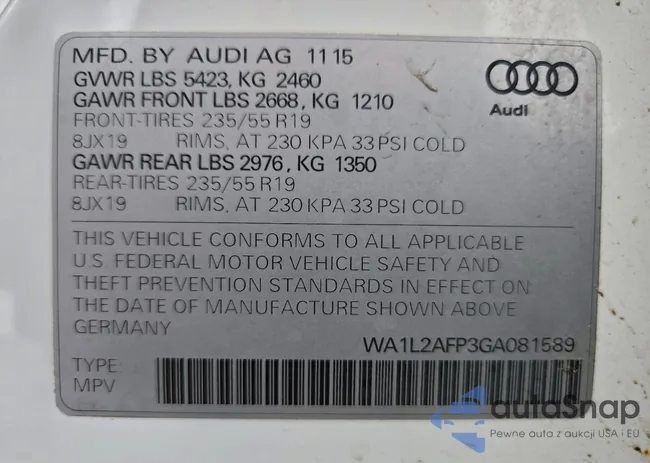 MFD. BY AUDI AG 11 15
GVWR LBS 5423, KG 2460
GAWR FRONT LBS 2668, KG 1210
FRONT-TIRES 235/55 R19
8JX19 RIMS, AT 230 KPA 33 PSI COLD
GAWR REAR LBS 2976, KG 1350
REAR-TIRES 235/55 R19
8JX19 RIMS, AT 230 KPA 33 PSI COLD
Audi
THIS VEHICLE CONFORMS TO ALL APPLICABLE
U.S. FEDERAL MOTOR VEHICLE SAFETY AND
THEFT PREVENTION STANDARDS IN EFFECT ON
THE DATE OF MANUFACTURE SHOWN ABOVE
GERMANY
WA1L2AFP3GA081589
TYPE:
MPV
autoSnap
Pewne auta z aukcji USA i EU